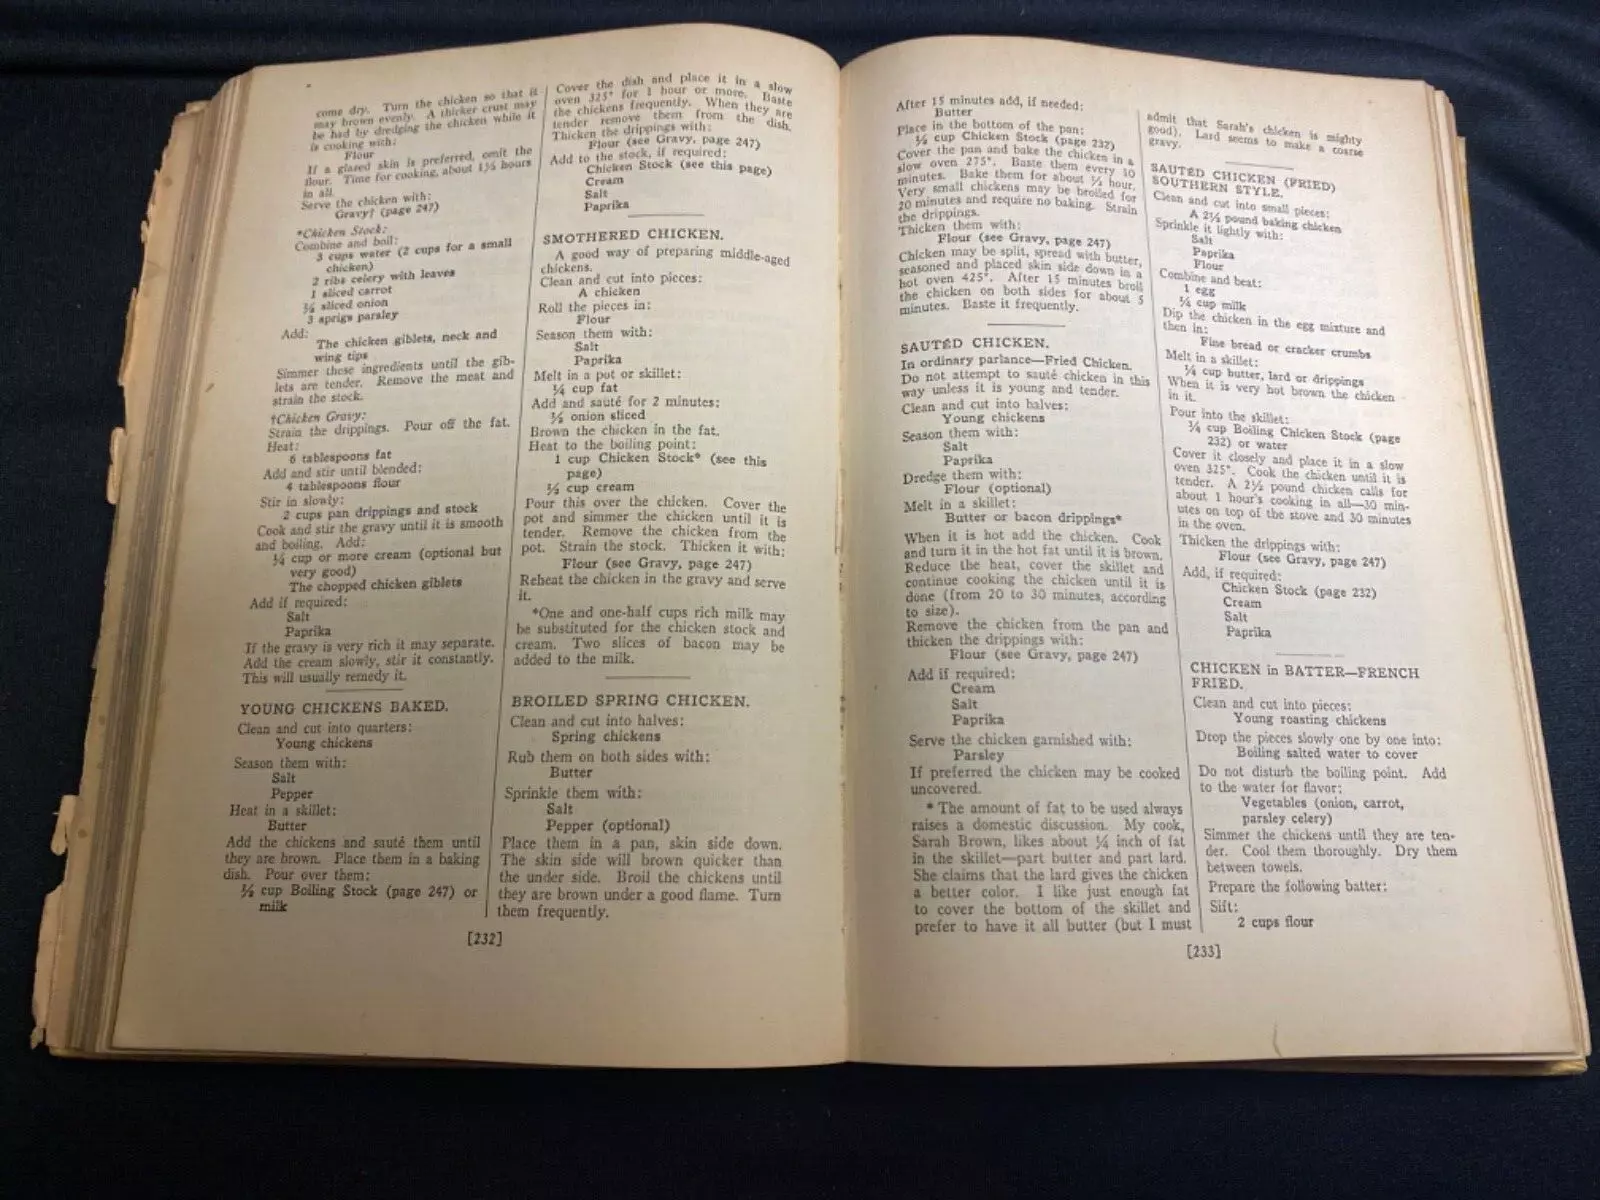 come dry. Turn the chicken so that it
may brown evenly. A thicker crust may
be had by dredging the chicken while it
is cooking with:
Flour
If a glazed skin is preferred, omit the
flour. Time for cooking, about 1½ hours
in all.
Serve the chicken with:
Gravy† (page 247)
*Chicken Stock:
Combine and boil:
3 cups water (2 cups for a small
chicken)
2 ribs celery with leaves
1 sliced carrot
½ sliced onion
3 sprigs parsley
Add:
The chicken giblets, neck and
wing tips
Simmer these ingredients until the gib-
lets are tender. Remove the meat and
strain the stock.
†Chicken Gravy:
Strain the drippings. Pour off the fat.
Heat:
6 tablespoons fat
Add and stir until blended:
4 tablespoons flour
Stir in slowly:
2 cups pan drippings and stock
Cook and stir the gravy until it is smooth
and boiling. Add:
¼ cup or more cream (optional but
very good)
The chopped chicken giblets
Add if required:
Salt
Paprika
If the gravy is very rich it may separate.
Add the cream slowly, stir it constantly.
This will usually remedy it.
YOUNG CHICKENS BAKED.
Clean and cut into quarters:
Young chickens
Season them with:
Salt
Pepper
Heat in a skillet:
Butter
Add the chickens and sauté them until
they are brown. Place them in a baking
dish. Pour over them:
½ cup Boiling Stock (page 247) or
milk
Cover the dish and place it in a slow
oven 325° for 1 hour or more. Baste
the chickens frequently. When they are
tender remove them from the dish.
Thicken the drippings with:
Flour (see Gravy, page 247)
Add to the stock, if required:
Chicken Stock (see this page)
Cream
Salt
Paprika
SMOTHERED CHICKEN.
A good way of preparing middle-aged
chickens.
Clean and cut into pieces:
A chicken
Roll the pieces in:
Flour
Season them with:
Salt
Paprika
Melt in a pot or skillet:
¼ cup fat
Add and sauté for 2 minutes:
½ onion sliced
Brown the chicken in the fat.
Heat to the boiling point:
1 cup Chicken Stock* (see this
page)
½ cup cream
Pour this over the chicken. Cover the
pot and simmer the chicken until it is
tender. Remove the chicken from the
pot. Strain the stock. Thicken it with:
Flour (see Gravy, page 247)
Reheat the chicken in the gravy and serve
it.
*One and one-half cups rich milk may
be substituted for the chicken stock and
cream. Two slices of bacon may be
added to the milk.
BROILED SPRING CHICKEN.
Clean and cut into halves:
Spring chickens
Rub them on both sides with:
Butter
Sprinkle them with:
Salt
Pepper (optional)
Place them in a pan, skin side down.
The skin side will brown quicker than
the under side. Broil the chickens until
they are brown under a good flame. Turn
them frequently.
[232]
After 15 minutes add, if needed:
Butter
Place in the bottom of the pan:
½ cup Chicken Stock (page 232)
Cover the pan and bake the chicken in a
slow oven 275°. Baste them every 10
minutes. Bake them for about ½ hour.
Very small chickens may be broiled for
20 minutes and require no baking. Strain
the drippings.
Thicken them with:
Flour (see Gravy, page 247)
Chicken may be split, spread with butter,
seasoned and placed skin side down in a
hot oven 425°. After 15 minutes broil
the chicken on both sides for about 5
minutes. Baste it frequently.
SAUTÉD CHICKEN.
In ordinary parlance—Fried Chicken.
Do not attempt to sauté chicken in this
way unless it is young and tender.
Clean and cut into halves:
Young chickens
Season them with:
Salt
Paprika
Dredge them with:
Flour (optional)
Melt in a skillet:
Butter or bacon drippings*
When it is hot add the chicken. Cook
and turn it in the hot fat until it is brown.
Reduce the heat, cover the skillet and
continue cooking the chicken until it is
done (from 20 to 30 minutes, according
to size).
Remove the chicken from the pan and
thicken the drippings with:
Flour (see Gravy, page 247)
Add if required:
Cream
Salt
Paprika
Serve the chicken garnished with:
Parsley
If preferred the chicken may be cooked
uncovered.
* The amount of fat to be used always
raises a domestic discussion. My cook,
Sarah Brown, likes about ¼ inch of fat
in the skillet—part butter and part lard.
She claims that the lard gives the chicken
a better color. I like just enough fat
to cover the bottom of the skillet and
prefer to have it all butter (but I must
admit that Sarah's chicken is mighty
good). Lard seems to make a coarse
gravy.
SAUTÉD CHICKEN (FRIED)
SOUTHERN STYLE.
Clean and cut into small pieces:
A 2½ pound baking chicken
Sprinkle it lightly with:
Salt
Paprika
Flour
Combine and beat:
1 egg
¼ cup milk
Dip the chicken in the egg mixture and
then in:
Fine bread or cracker crumbs
Melt in a skillet:
¼ cup butter, lard or drippings
When it is very hot brown the chicken
in it.
Pour into the skillet:
¼ cup Boiling Chicken Stock (page
232) or water
Cover it closely and place it in a slow
oven 325°. Cook the chicken until it is
tender. A 2½ pound chicken calls for
about 1 hour's cooking in all—30 min-
utes on top of the stove and 30 minutes
in the oven.
Thicken the drippings with:
Flour (see Gravy, page 247)
Add, if required:
Chicken Stock (page 232)
Cream
Salt
Paprika
CHICKEN in BATTER—FRENCH
FRIED.
Clean and cut into pieces:
Young roasting chickens
Drop the pieces slowly one by one into:
Boiling salted water to cover
Do not disturb the boiling point. Add
to the water for flavor:
Vegetables (onion, carrot,
parsley celery)
Simmer the chickens until they are ten-
der. Cool them thoroughly. Dry them
between towels.
Prepare the following batter:
Sift:
2 cups flour
[233]